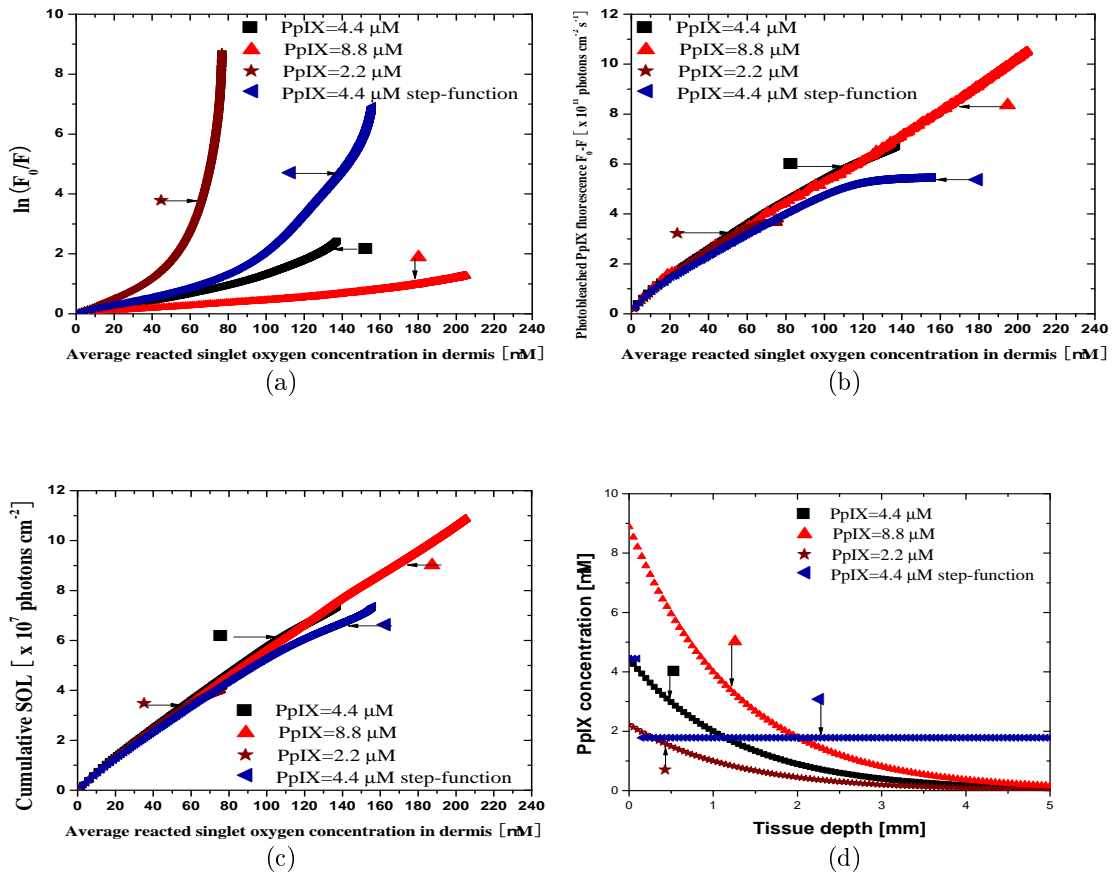 PpIX=4.4 μM
PpIX=8.8 μM
PpIX=2.2 μM
PpIX=4.4 μM step-function
ln (F0/F)
10
8
6
4
2
0
0 20 40 60 80 100 120 140 160 180 200 220 240
Average reacted singlet oxygen concentration in dermis [mM]
(a)
PpIX=4.4 μM
PpIX=8.8 μM
PpIX=2.2 μM
PpIX=4.4 μM step-function
Photobleached PpIX fluorescence F0-F [ x 10^11 photons cm^-2 s^-1]
12
10
8
6
4
2
0
0 20 40 60 80 100 120 140 160 180 200 220 240
Average reacted singlet oxygen concentration in dermis [mM]
(b)
Cumulative SOL [ x 10^7 photons cm^-2]
12
10
8
6
4
2
0
PpIX=4.4 μM
PpIX=8.8 μM
PpIX=2.2 μM
PpIX=4.4 μM step-function
0 20 40 60 80 100 120 140 160 180 200 220 240
Average reacted singlet oxygen concentration in dermis [mM]
(c)
PpIX concentration [mM]
10
8
6
4
2
0
PpIX=4.4 μM
PpIX=8.8 μM
PpIX=2.2 μM
PpIX=4.4 μM step-function
0 1 2 3 4 5
Tissue depth [mm]
(d)